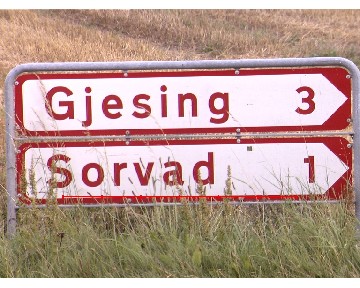 Gjesing 3
Sorvad 1